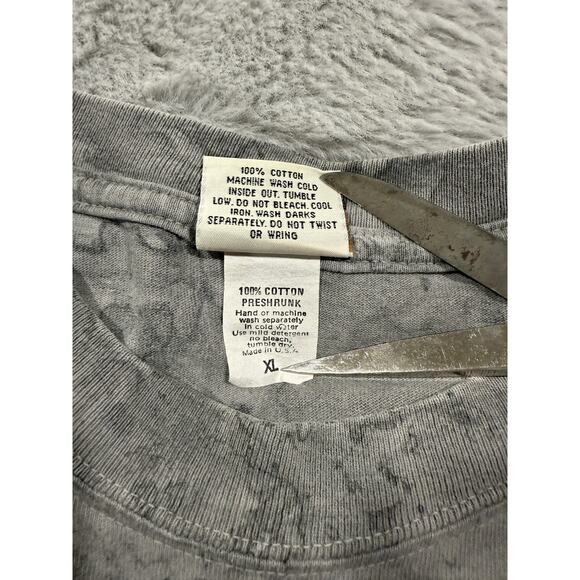 100% COTTON
MACHINE WASH COLD
INSIDE OUT. TUMBLE
LOW. DO NOT BLEACH. COOL
IRON. WASH DARKS
SEPARATELY. DO NOT TWIST
OR WRING
100% COTTON
PRESHRUNK
Hand or machine
wash separately
in cold water
Use mild detergent
no bleach,
tumble dry.
Made in U.S.A
XL